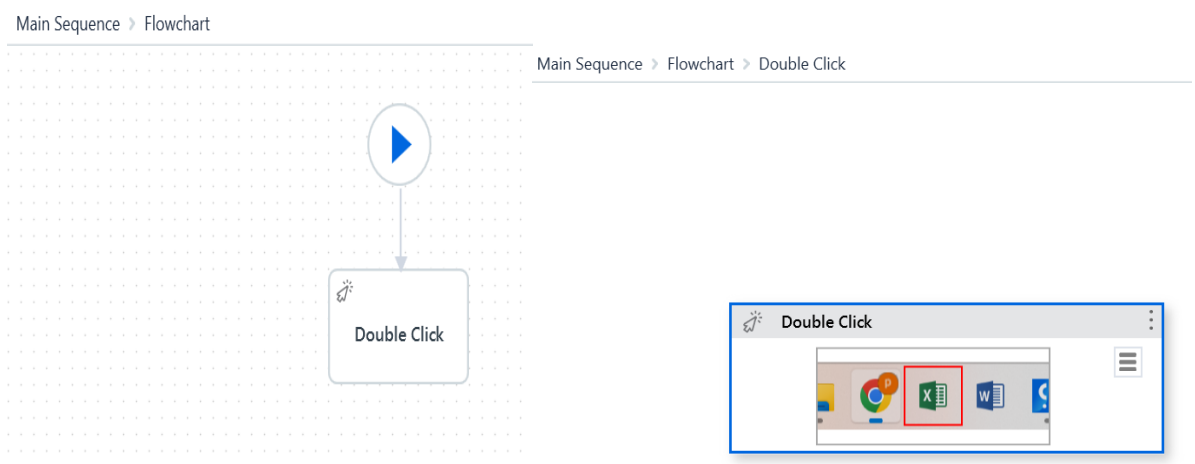 Main Sequence > Flowchart
Double Click
Main Sequence > Flowchart > Double Click
Double Click
P
X
W